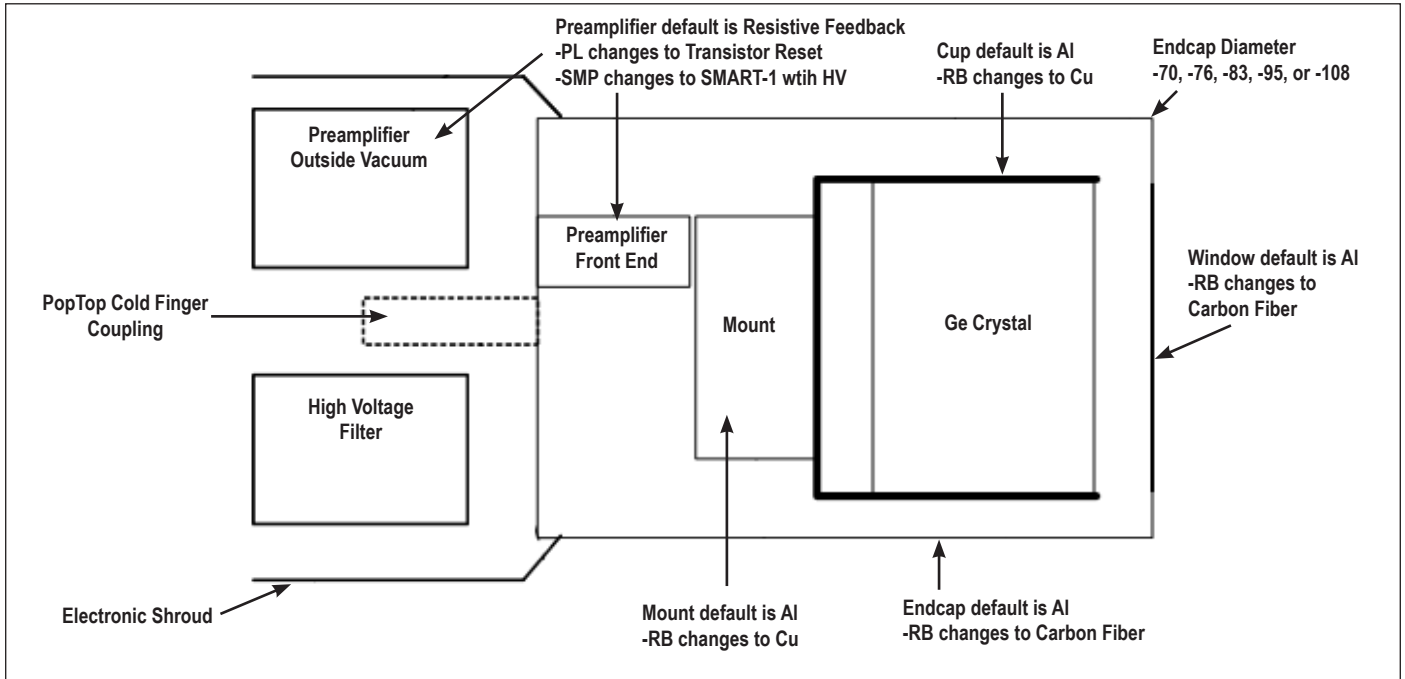 Preamplifier default is Resistive Feedback
-PL changes to Transistor Reset
-SMP changes to SMART-1 wtih HV
Cup default is Al
-RB changes to Cu
Endcap Diameter
-70, -76, -83, -95, or -108
Preamplifier
Outside Vacuum
Preamplifier
Front End
Window default is Al
-RB changes to
Carbon Fiber
PopTop Cold Finger
Coupling
Mount
Ge Crystal
High Voltage
Filter
Electronic Shroud
Mount default is Al
-RB changes to Cu
Endcap default is Al
-RB changes to Carbon Fiber